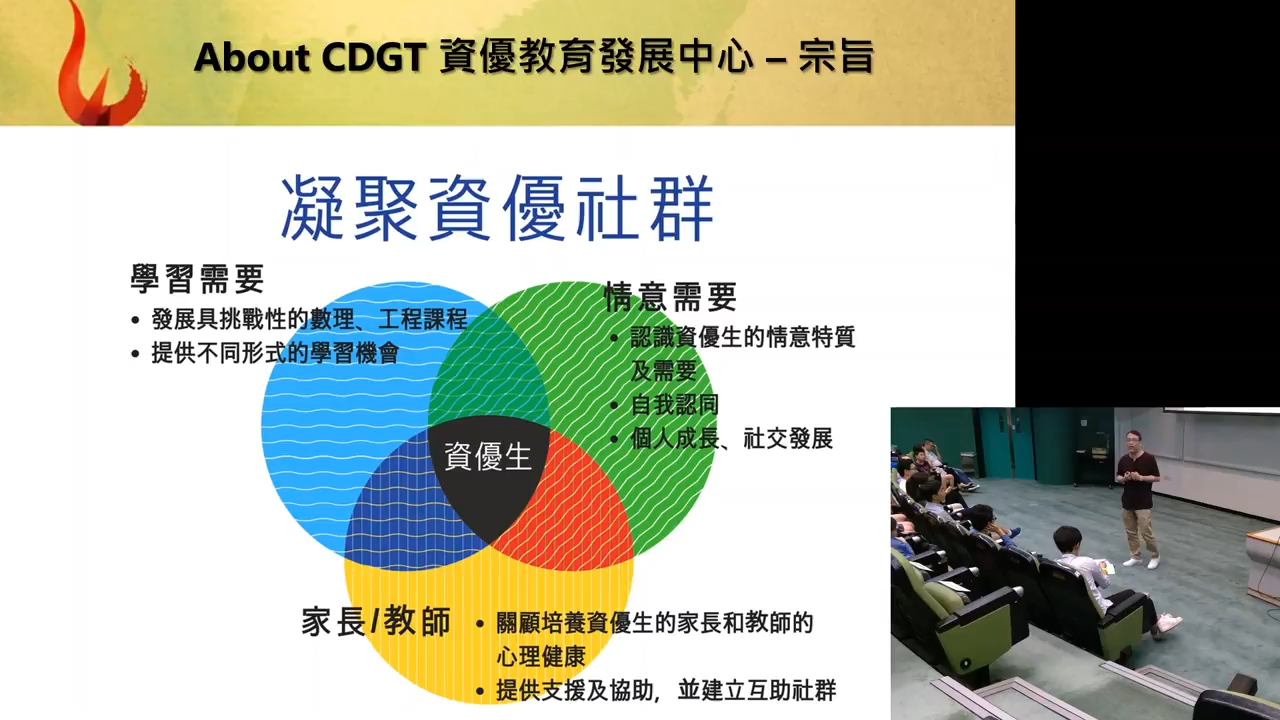 About CDGT 資優教育發展中心 – 宗旨
凝聚資優社群
學習需要
• 發展具挑戰性的數理、工程課程
• 提供不同形式的學習機會
情意需要
• 認識資優生的情意特質
及需要
• 自我認同
• 個人成長、社交發展
資優生
家長/教師
• 關顧培養資優生的家長和教師的
心理健康
• 提供支援及協助,並建立互助社群